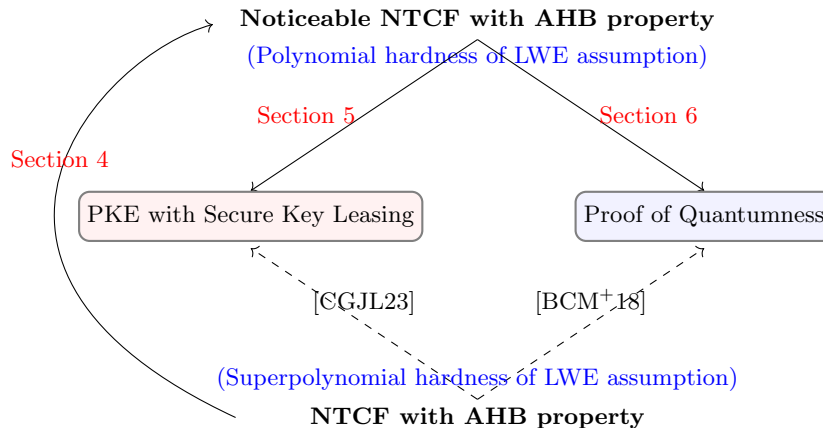 Noticeable NTCF with AHB property
(Polynomial hardness of LWE assumption)
Section 5
Section 6
Section 4
PKE with Secure Key Leasing
Proof of Quantumness
[CGJL23]
[BCM⁺18]
(Superpolynomial hardness of LWE assumption)
NTCF with AHB property